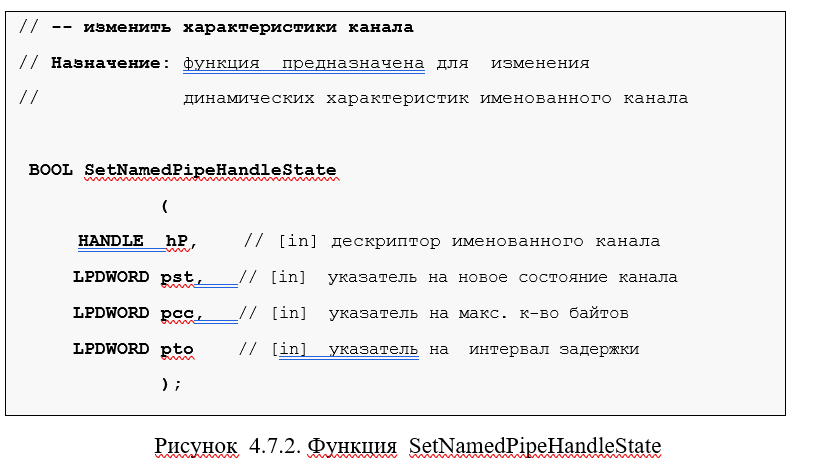 // -- изменить характеристики канала
// Назначение: функция предназначена для изменения
// динамических характеристик именованного канала
BOOL SetNamedPipeHandleState
(
HANDLE hP, // [in] дескриптор именованного канала
LPDWORD pst, // [in] указатель на новое состояние канала
LPDWORD pcc, // [in] указатель на макс. к-во байтов
LPDWORD pto // [in] указатель на интервал задержки
);
Рисунок 4.7.2. Функция SetNamedPipeHandleState